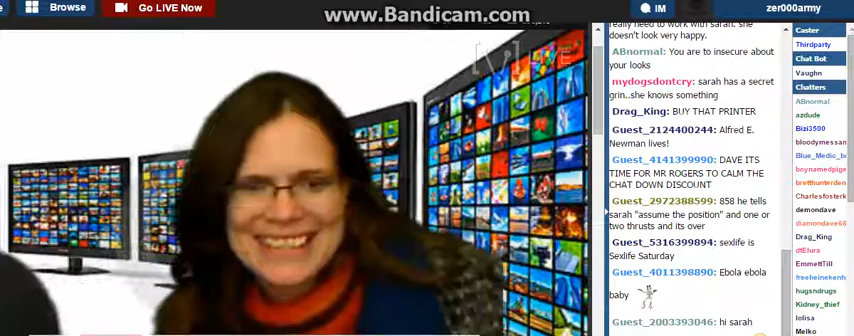 Browse
Go LIVE Now
www.Bandicam.com
IM
zer000army
[V] LIVE
really need to work with sarah. she
doesn't look very happy.
ABnormal: You are to insecure about
your looks
mydogsdontcry: sarah has a secret
grin..she knows something
Drag_King: BUY THAT PRINTER
Guest_2124400244: Alfred E.
Newman lives!
Guest_4141399990: DAVE ITS
TIME FOR MR ROGERS TO CALM THE
CHAT DOWN DISCOUNT
Guest_2972388599: 858 he tells
sarah "assume the position" and one or
two thrusts and its over
Guest_5316399894: sexlife is
Sexlife Saturday
Guest_4011398890: Ebola ebola
baby
Guest_2003393046: hi sarah
Caster
Thirdparty
Chat Bot
Vaughn
Chatters
ABnormal
azdude
Bizi3500
bloodymessan
Blue_Medic_b
boynamedpige
bretthunterden
Charlesfosterk
demondave
diamondave66
Drag_King
dtElura
EmmettTill
freeheinekenh
hugsndrugs
Kidney_thief
lolisa
Melko